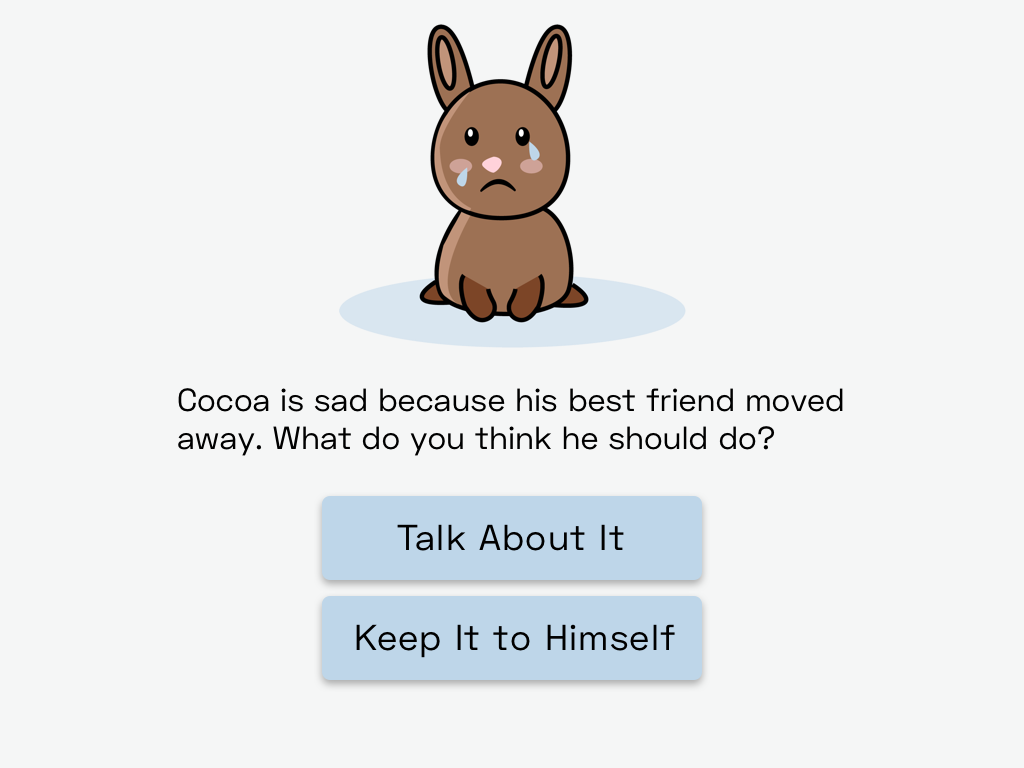 Cocoa is sad because his best friend moved
away. What do you think he should do?
Talk About It
Keep It to Himself